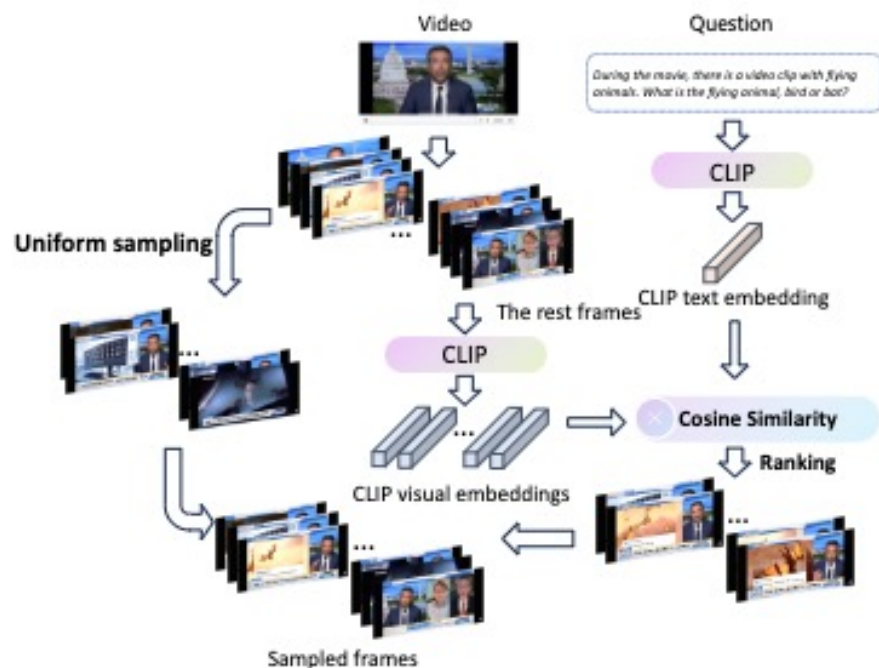 Video
Question
During the movie, there is a video clip with flying
animals. What is the flying animal, bird or bat?
CLIP
Uniform sampling
...
CLIP text embedding
The rest frames
...
CLIP
Cosine Similarity
...
Ranking
CLIP visual embeddings
...
...
Sampled frames